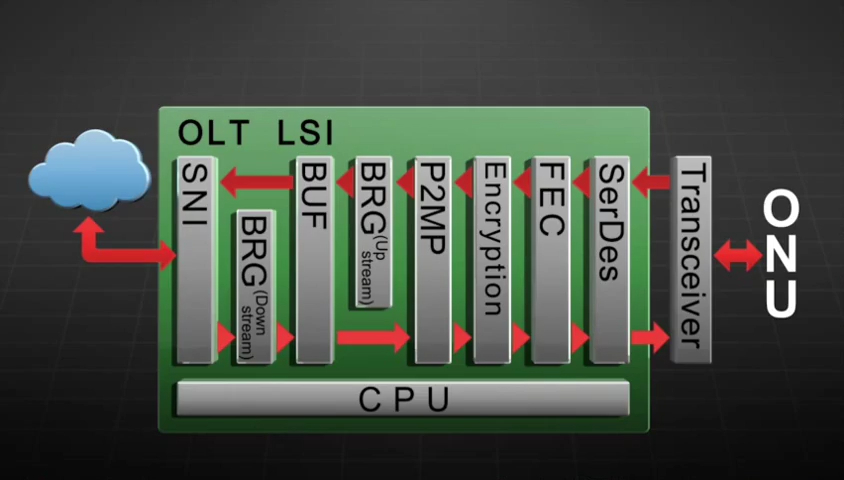 OLT LSI
SNI
BRG (Down
stream)
BUF
BRG (Up
stream)
P2MP
Encryption
FEC
SerDes
Transceiver
ONU
CPU